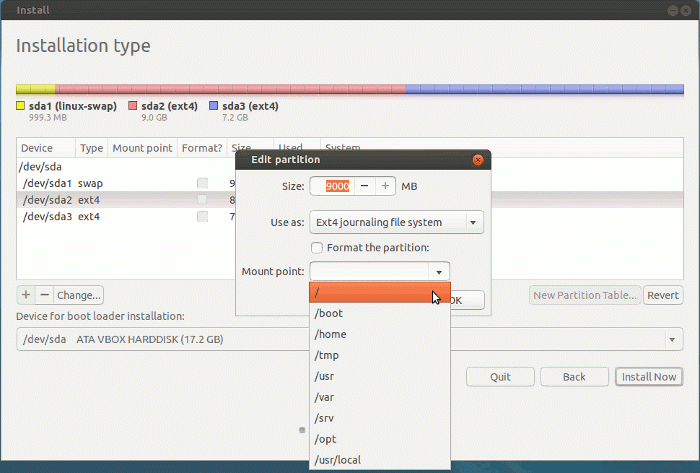 Install
Installation type
sda1 (linux-swap) sda2 (ext4) sda3 (ext4)
999.3 MB 9.0 GB 7.2 GB
Device Type Mount point Format? Size Used System
/dev/sda
/dev/sda1 swap 9
/dev/sda2 ext4 8
/dev/sda3 ext4 7
Edit partition
Size: 9000 − + MB
Use as: Ext4 journaling file system
Format the partition:
Mount point:
/
/boot
/home
/tmp
/usr
/var
/srv
/opt
/usr/local
OK
+ − Change... New Partition Table... Revert
Device for boot loader installation:
/dev/sda ATA VBOX HARDDISK (17.2 GB)
Quit Back Install Now